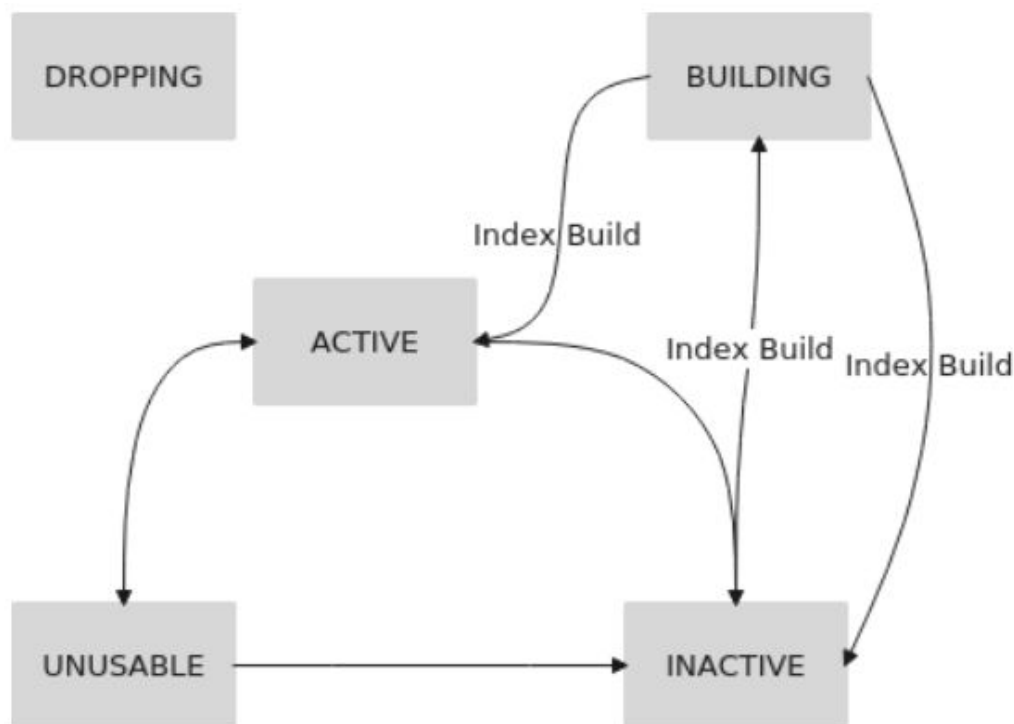 DROPPING
BUILDING
Index Build
ACTIVE
Index Build
Index Build
UNUSABLE
INACTIVE